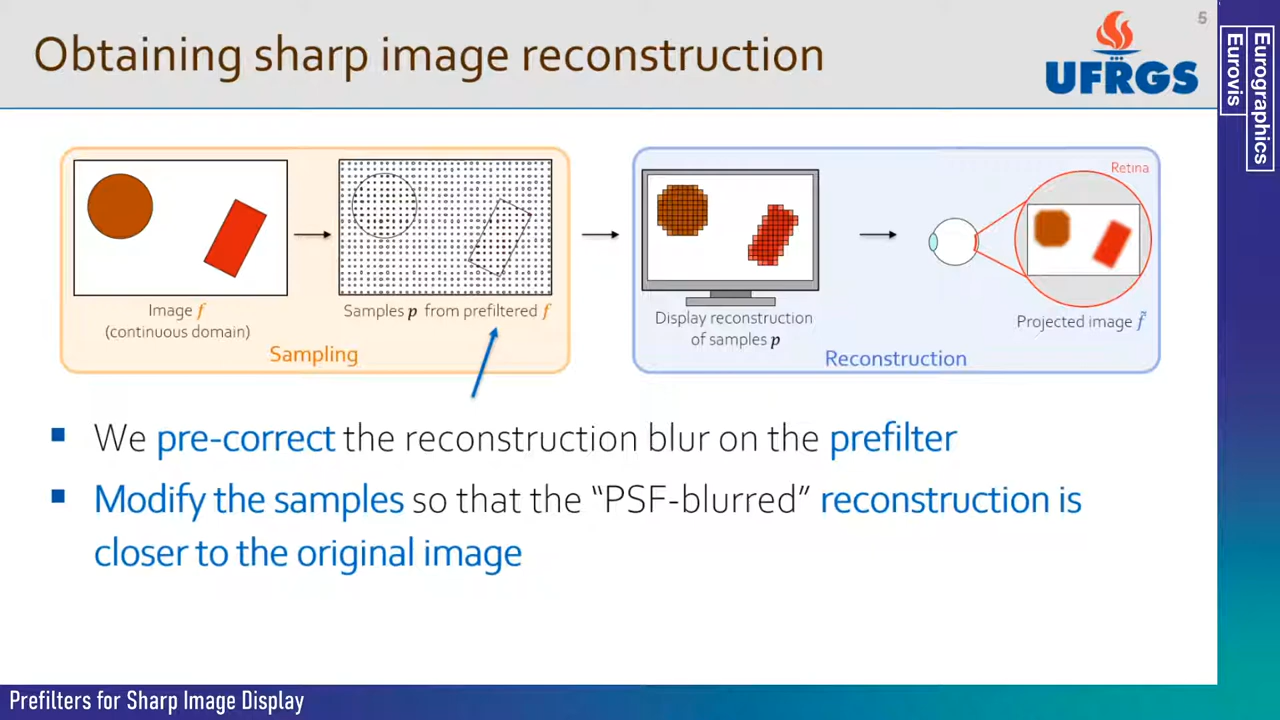 Obtaining sharp image reconstruction
UFRGS
5
Eurographics
Eurovis
Image f
(continuous domain)
Sampling
Samples p from prefiltered f
Display reconstruction
of samples p
Reconstruction
Retina
Projected image f̃
▪ We pre-correct the reconstruction blur on the prefilter
▪ Modify the samples so that the “PSF-blurred” reconstruction is
closer to the original image
Prefilters for Sharp Image Display